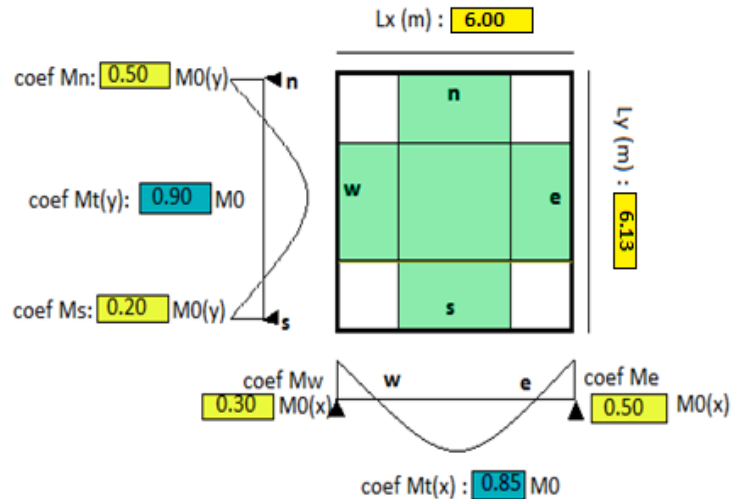 Lx (m) : 6.00
coef Mn: 0.50 M0(y)
n
n
Ly (m) : 6.13
coef Mt(y): 0.90 M0
w
e
coef Ms: 0.20 M0(y)
s
s
coef Mw
w
e
coef Me
0.30 M0(x)
0.50 M0(x)
coef Mt(x) : 0.85 M0